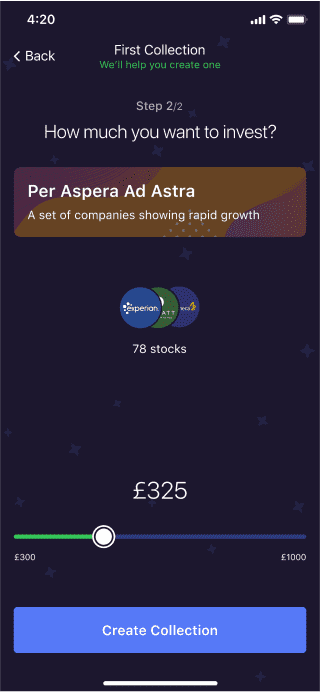 4:20
Back
First Collection
We'll help you create one
Step 2/2
How much you want to invest?
Per Aspera Ad Astra
A set of companies showing rapid growth
experian
78 stocks
£325
£300
£1000
Create Collection